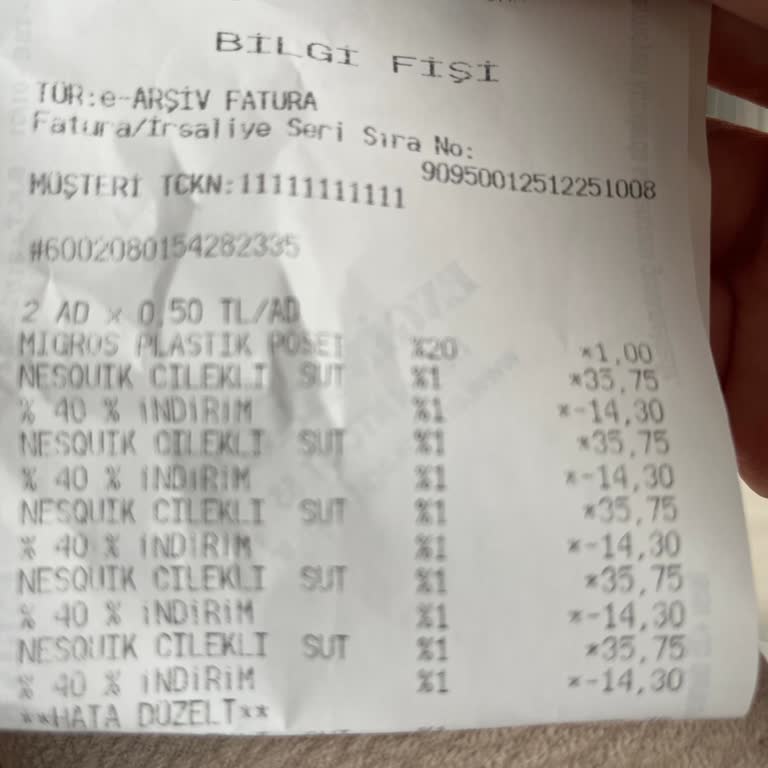 BİLGİ FİŞİ
TÜR:e-ARŞİV FATURA
Fatura/İrsaliye Seri Sıra No:
90950012512251008
MÜŞTERİ TCKN:11111111111
#6002080154282335
2 AD x 0,50 TL/AD
MIGROS PLASTIK POSET %20 *1,00
NESQUIK CILEKLI SUT %1 *35,75
% 40 % İNDİRİM %1 *-14,30
NESQUIK CILEKLI SUT %1 *35,75
% 40 % İNDİRİM %1 *-14,30
NESQUIK CILEKLI SUT %1 *35,75
% 40 % İNDİRİM %1 *-14,30
NESQUIK CILEKLI SUT %1 *35,75
% 40 % İNDİRİM %1 *-14,30
NESQUIK CILEKLI SUT %1 *35,75
% 40 % İNDİRİM %1 *-14,30
**HATA DÜZELT**